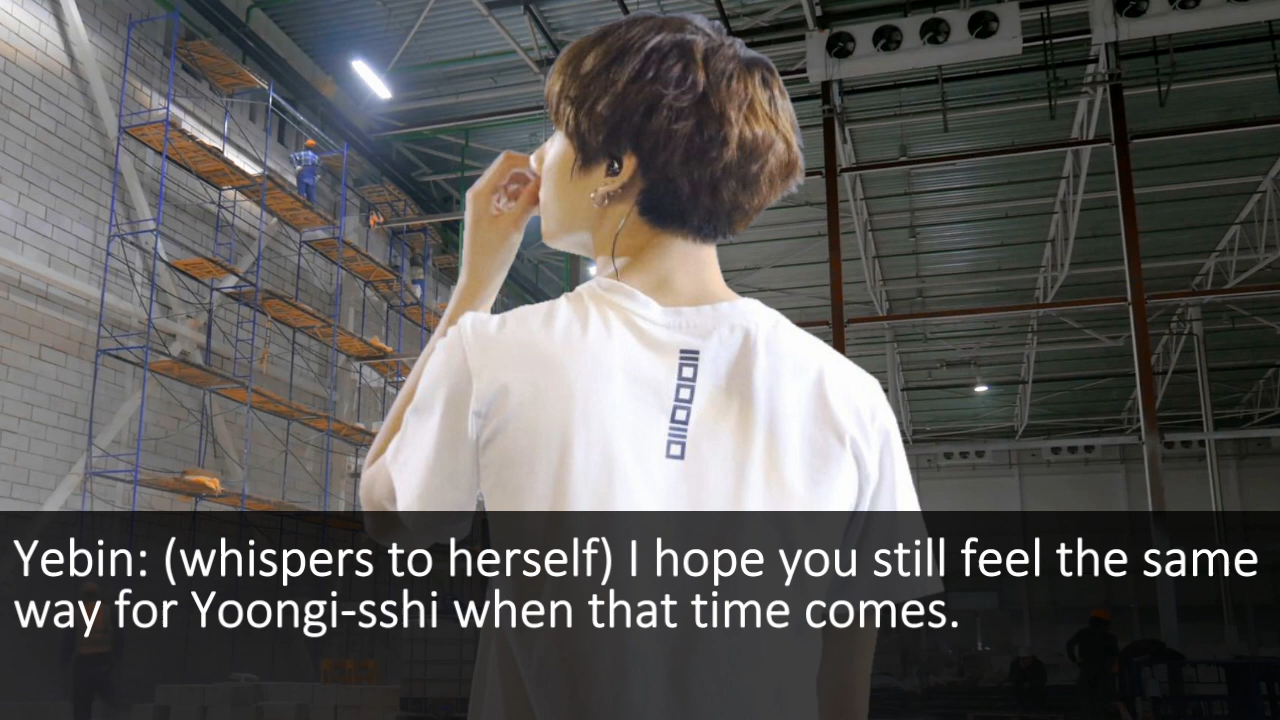 Yebin: (whispers to herself) I hope you still feel the same
way for Yoongi-sshi when that time comes.